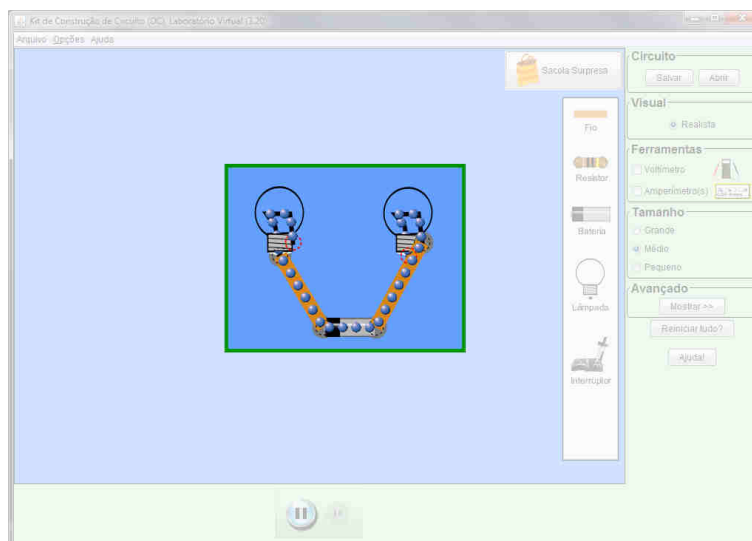 Kit de Construção de Circuito (DC), Laboratório Virtual (3.20)
Arquivo Opções Ajuda
Sacola Surpresa
Fio
Resistor
Bateria
Lâmpada
Interruptor
Circuito
Salvar Abrir
Visual
Realista
Ferramentas
Voltímetro
Amperímetro(s)
Tamanho
Grande
Médio
Pequeno
Avançado
Mostrar >>
Reiniciar tudo?
Ajuda!